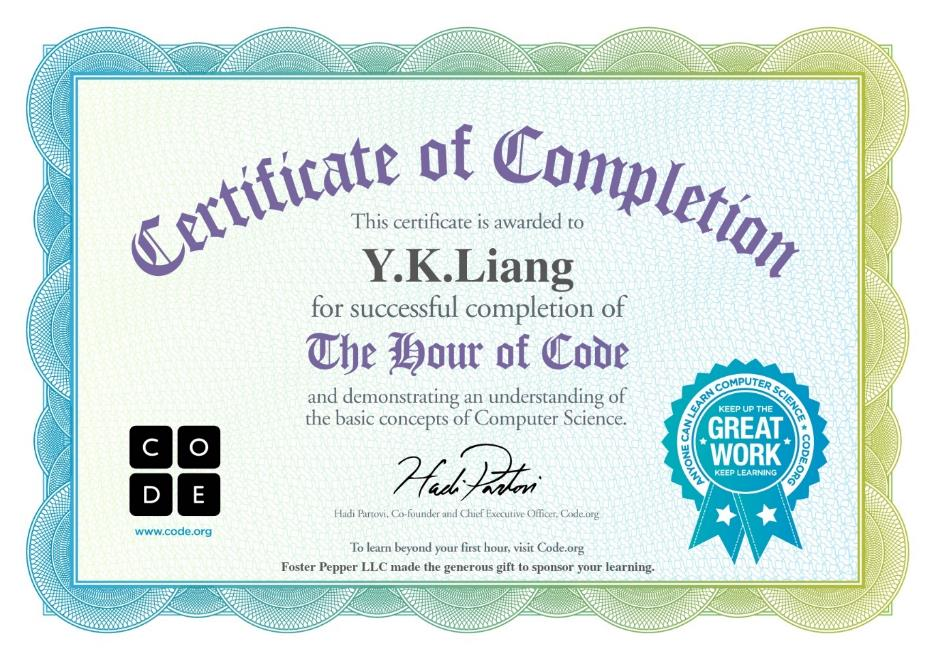 Certificate of Completion
This certificate is awarded to
Y.K.Liang
for successful completion of
The Hour of Code
and demonstrating an understanding of
the basic concepts of Computer Science.
C O
D E
www.code.org
Hadi Partovi
Hadi Partovi, Co-founder and Chief Executive Officer, Code.org
To learn beyond your first hour, visit Code.org
Foster Pepper LLC made the generous gift to sponsor your learning.
ANYONE CAN LEARN COMPUTER SCIENCE ★ CODE.ORG
KEEP UP THE
GREAT
WORK
KEEP LEARNING